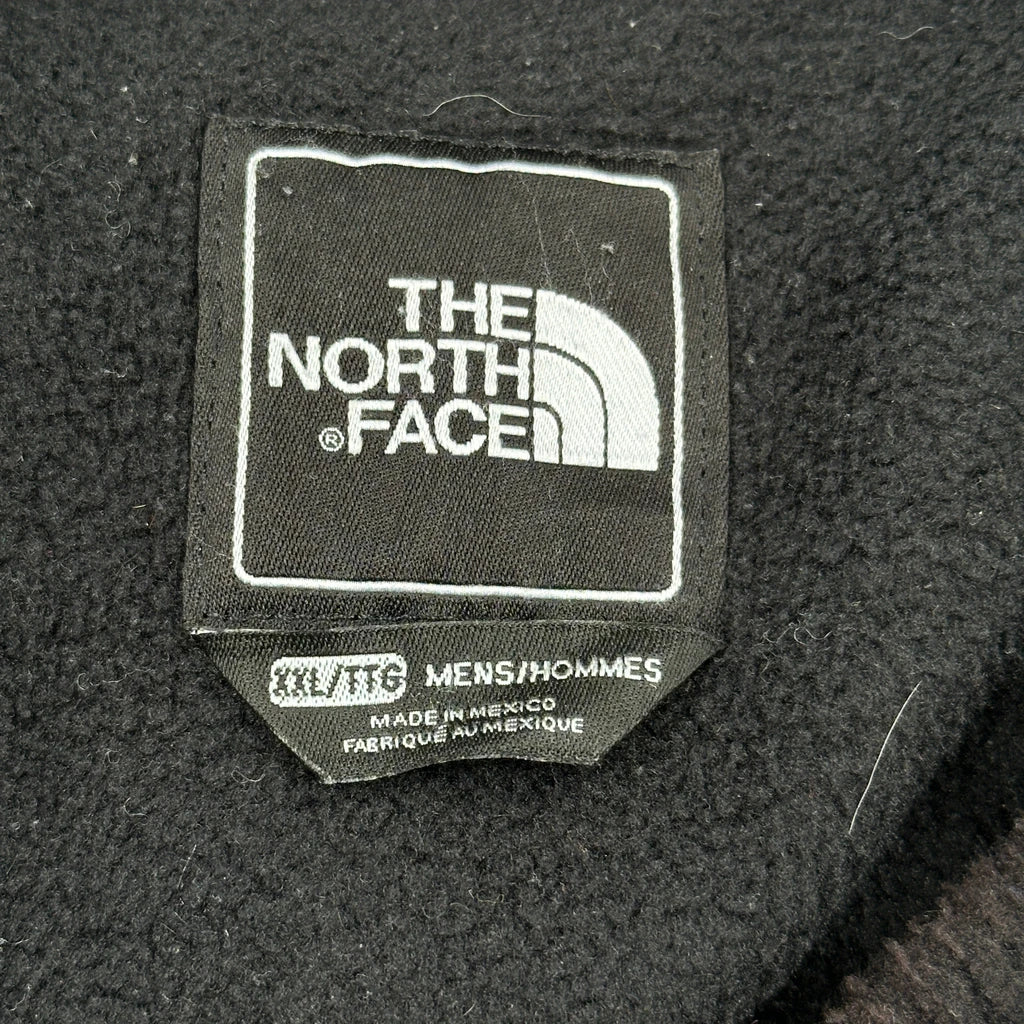 THE
NORTH
® FACE
XXL/TTG MENS/HOMMES
MADE IN MEXICO
FABRIQUÉ AU MEXIQUE